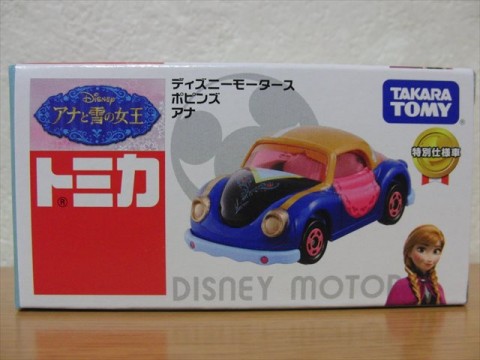 Disney
アナと雪の女王
トミカ
®
ディズニーモータース
ポピンズ
アナ
TAKARA
TOMY
特別仕様車
DISNEY MOTOR